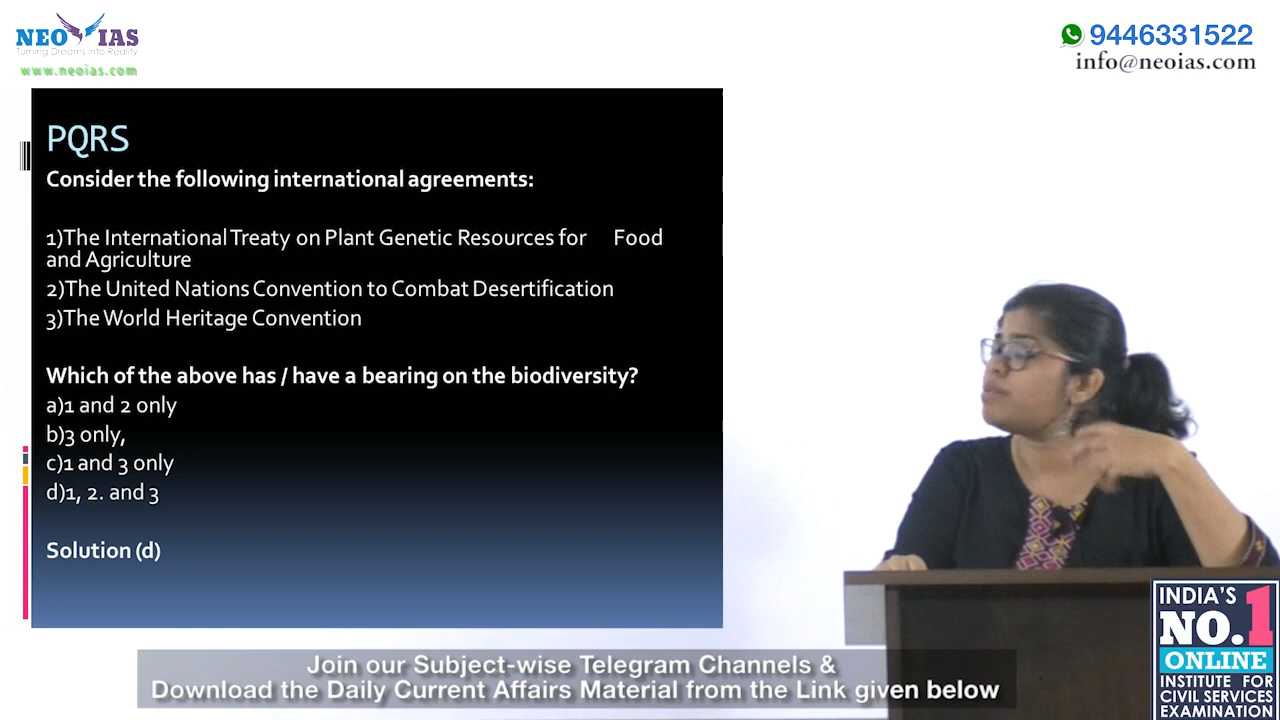 NEO IAS
Turning Dreams into Reality
www.neoias.com
9446331522
info@neoias.com
PQRS
Consider the following international agreements:
1)The International Treaty on Plant Genetic Resources for Food
and Agriculture
2)The United Nations Convention to Combat Desertification
3)The World Heritage Convention
Which of the above has / have a bearing on the biodiversity?
a)1 and 2 only
b)3 only,
c)1 and 3 only
d)1, 2. and 3
Solution (d)
INDIA'S
NO.1
ONLINE
INSTITUTE FOR
CIVIL SERVICES
EXAMINATION
Join our Subject-wise Telegram Channels &
Download the Daily Current Affairs Material from the Link given below